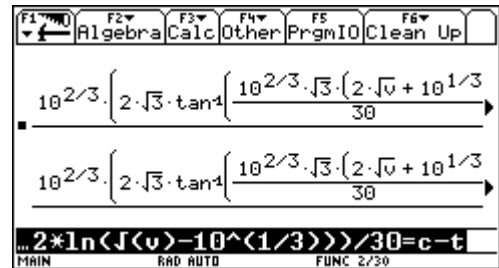 F1 F2 Algebra F3 Calc F4 Other F5 PrgmIO F6 Clean Up
10^2/3·(2·√3·tan⁻¹(10^2/3·√3·(2·√v + 10^1/3
30
10^2/3·(2·√3·tan⁻¹(10^2/3·√3·(2·√v + 10^1/3
30
…2*ln(√(v)-10^(1/3)))/30=c-t
MAIN RAD AUTO FUNC 2/30